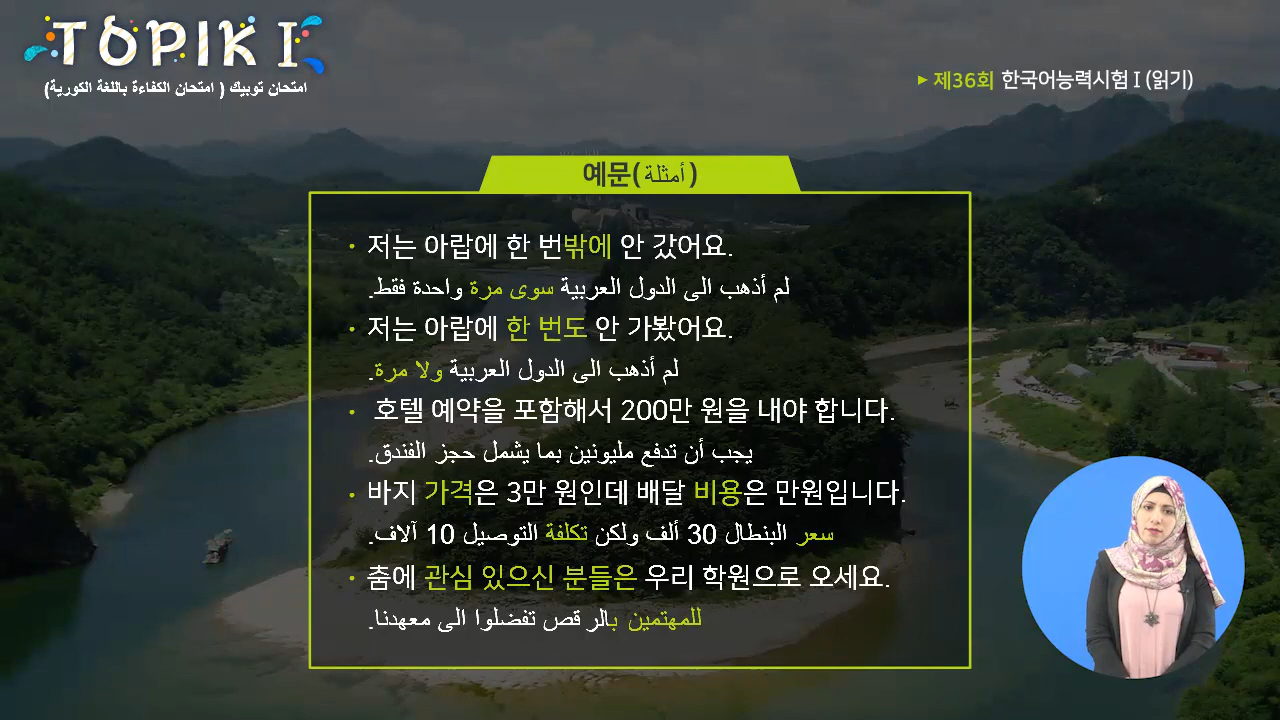 TOPIK I
امتحان توبيك ( امتحان الكفاءة باللغة الكورية)
▶ 제36회 한국어능력시험 I (읽기)
예문(أمثلة)
• 저는 아랍에 한 번밖에 안 갔어요.
لم أذهب الى الدول العربية سوى مرة واحدة فقط.
• 저는 아랍에 한 번도 안 가봤어요.
لم أذهب الى الدول العربية ولا مرة.
• 호텔 예약을 포함해서 200만 원을 내야 합니다.
يجب أن تدفع مليونين بما يشمل حجز الفندق.
• 바지 가격은 3만 원인데 배달 비용은 만원입니다.
سعر البنطال 30 ألف ولكن تكلفة التوصيل 10 آلاف.
• 춤에 관심 있으신 분들은 우리 학원으로 오세요.
للمهتمين بالرقص تفضلوا الى معهدنا.